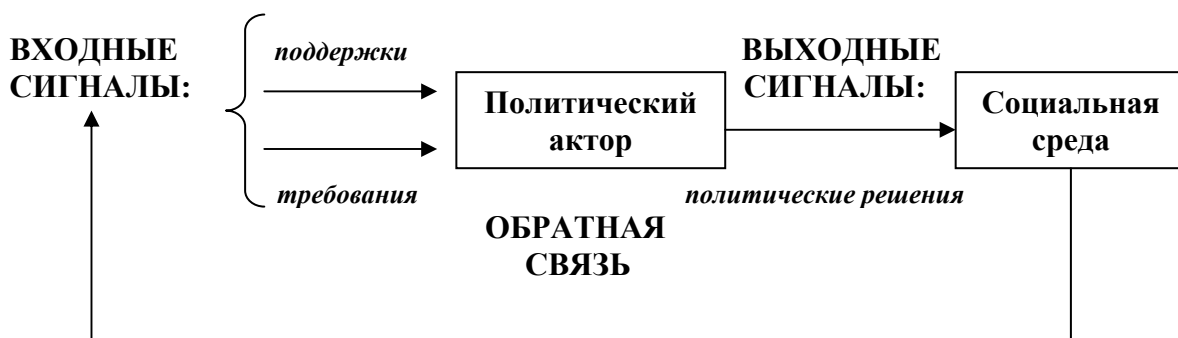 ВХОДНЫЕ
СИГНАЛЫ:
поддержки
требования
Политический
актор
ВЫХОДНЫЕ
СИГНАЛЫ:
политические решения
Социальная
среда
ОБРАТНАЯ
СВЯЗЬ